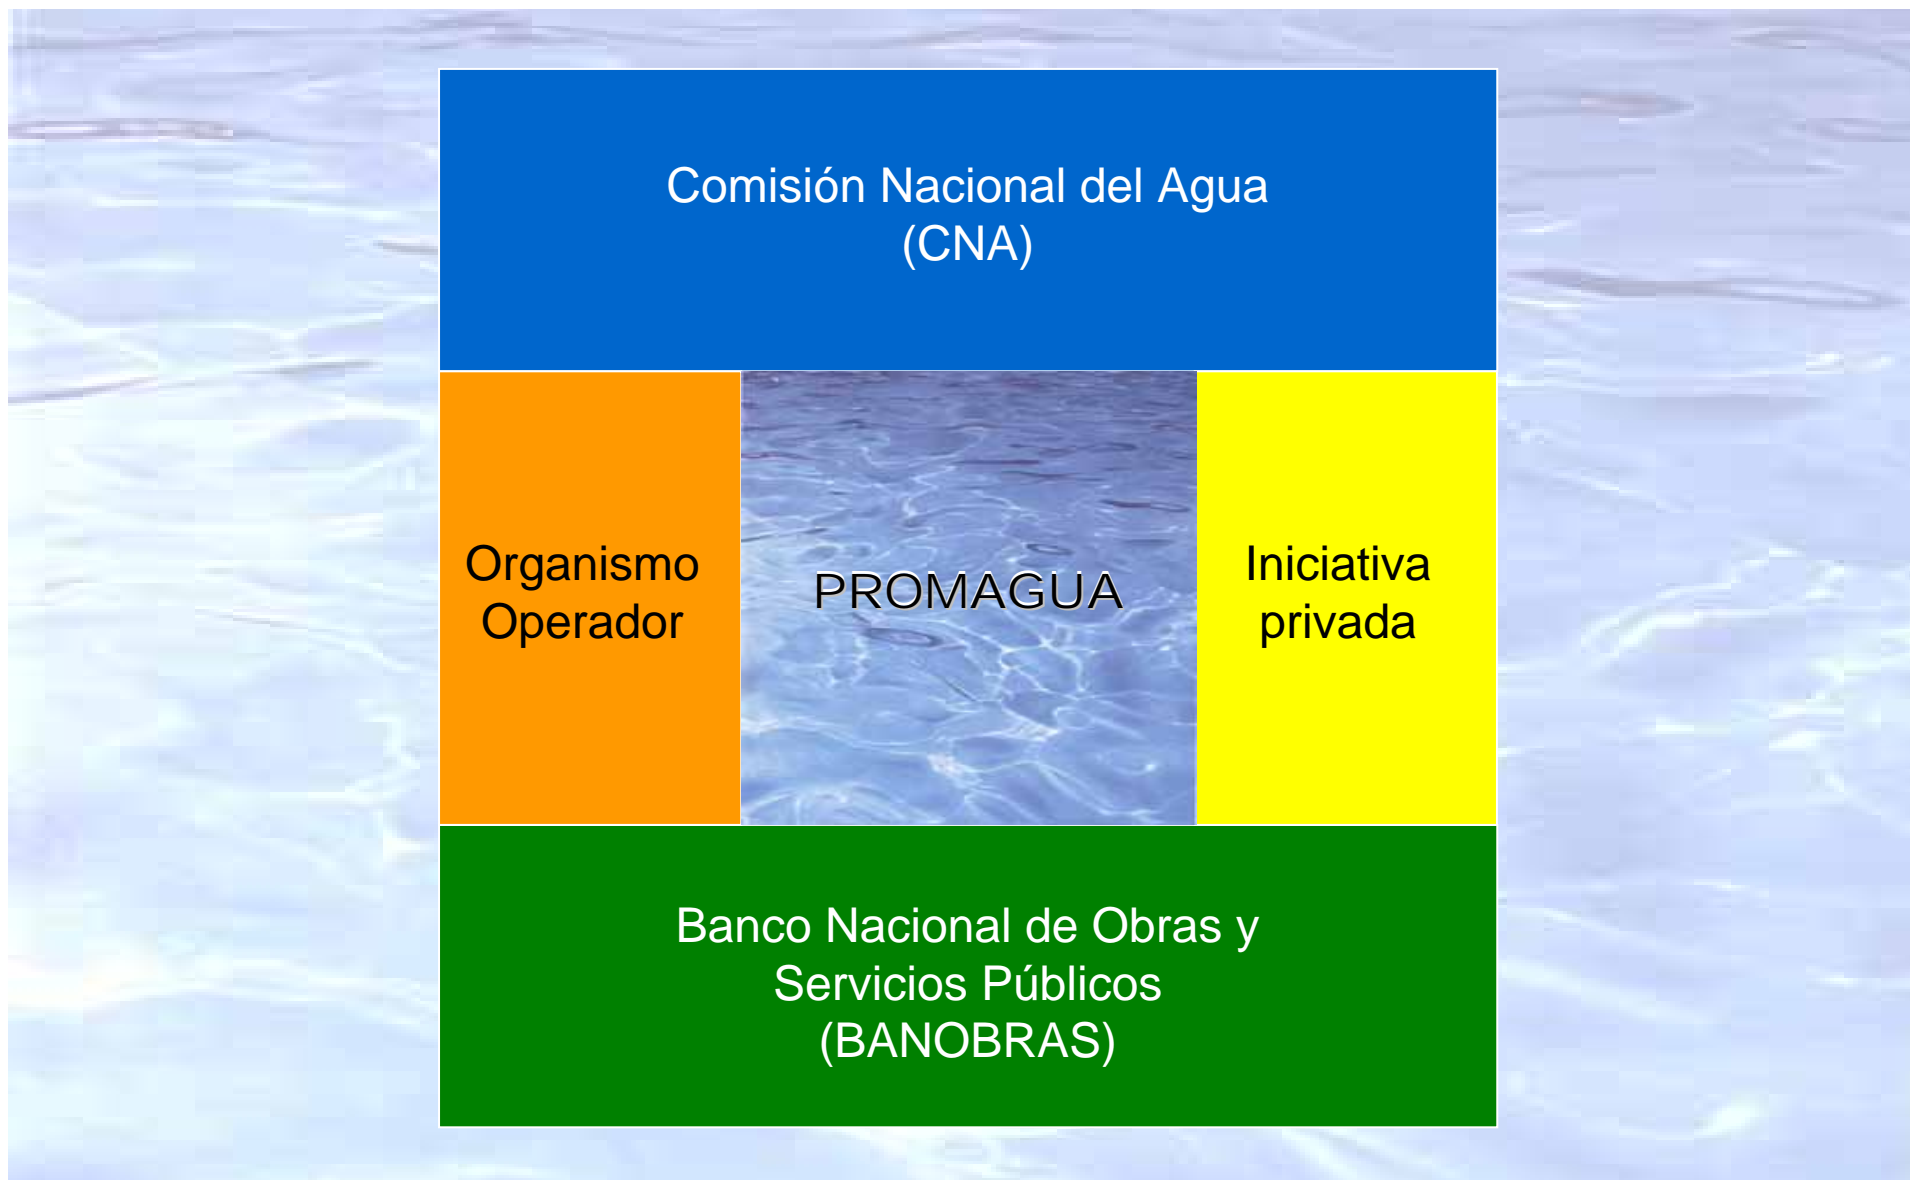 Comisión Nacional del Agua
(CNA)
Organismo
Operador
PROMAGUA
Iniciativa
privada
Banco Nacional de Obras y
Servicios Públicos
(BANOBRAS)